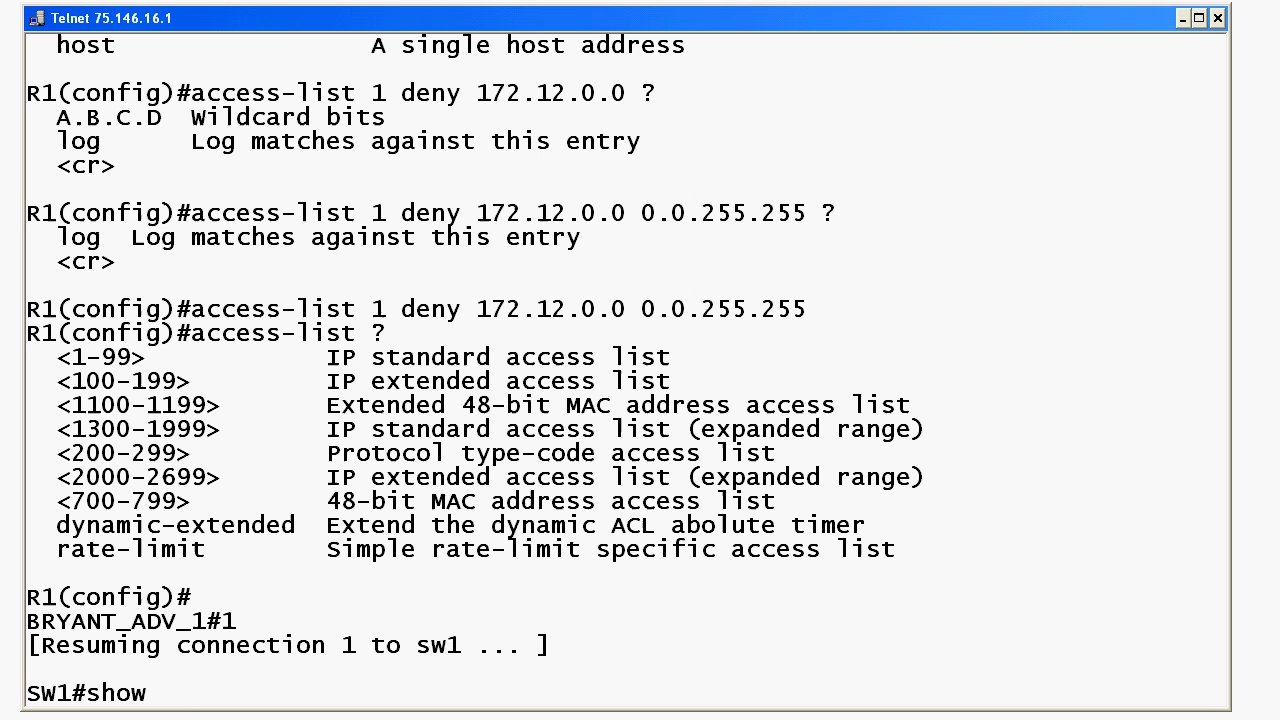 Telnet 75.146.16.1
host A single host address
R1(config)#access-list 1 deny 172.12.0.0 ?
A.B.C.D Wildcard bits
log Log matches against this entry
<cr>
R1(config)#access-list 1 deny 172.12.0.0 0.0.255.255 ?
log Log matches against this entry
<cr>
R1(config)#access-list 1 deny 172.12.0.0 0.0.255.255
R1(config)#access-list ?
<1-99> IP standard access list
<100-199> IP extended access list
<1100-1199> Extended 48-bit MAC address access list
<1300-1999> IP standard access list (expanded range)
<200-299> Protocol type-code access list
<2000-2699> IP extended access list (expanded range)
<700-799> 48-bit MAC address access list
dynamic-extended Extend the dynamic ACL abolute timer
rate-limit Simple rate-limit specific access list
R1(config)#
BRYANT_ADV_1#1
[Resuming connection 1 to sw1 ... ]
SW1#show